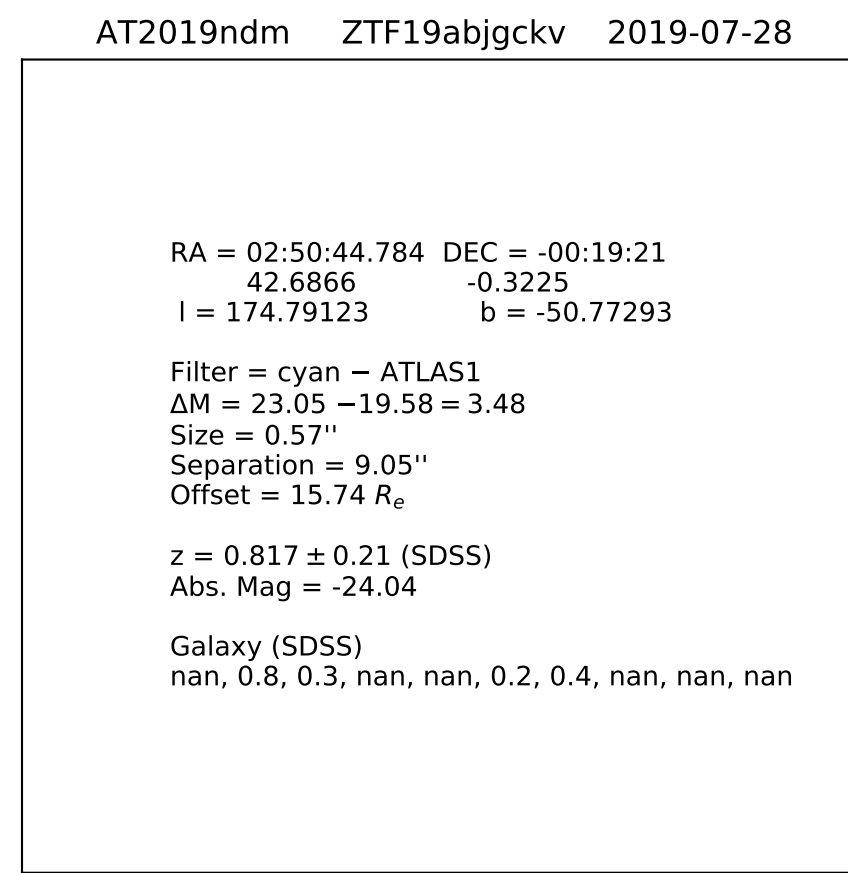 AT2019ndm ZTF19abjgckv 2019-07-28
RA = 02:50:44.784 DEC = -00:19:21
42.6866 -0.3225
l = 174.79123 b = -50.77293
Filter = cyan − ATLAS1
ΔM = 23.05 −19.58 = 3.48
Size = 0.57''
Separation = 9.05''
Offset = 15.74 Re
z = 0.817 ± 0.21 (SDSS)
Abs. Mag = -24.04
Galaxy (SDSS)
nan, 0.8, 0.3, nan, nan, 0.2, 0.4, nan, nan, nan